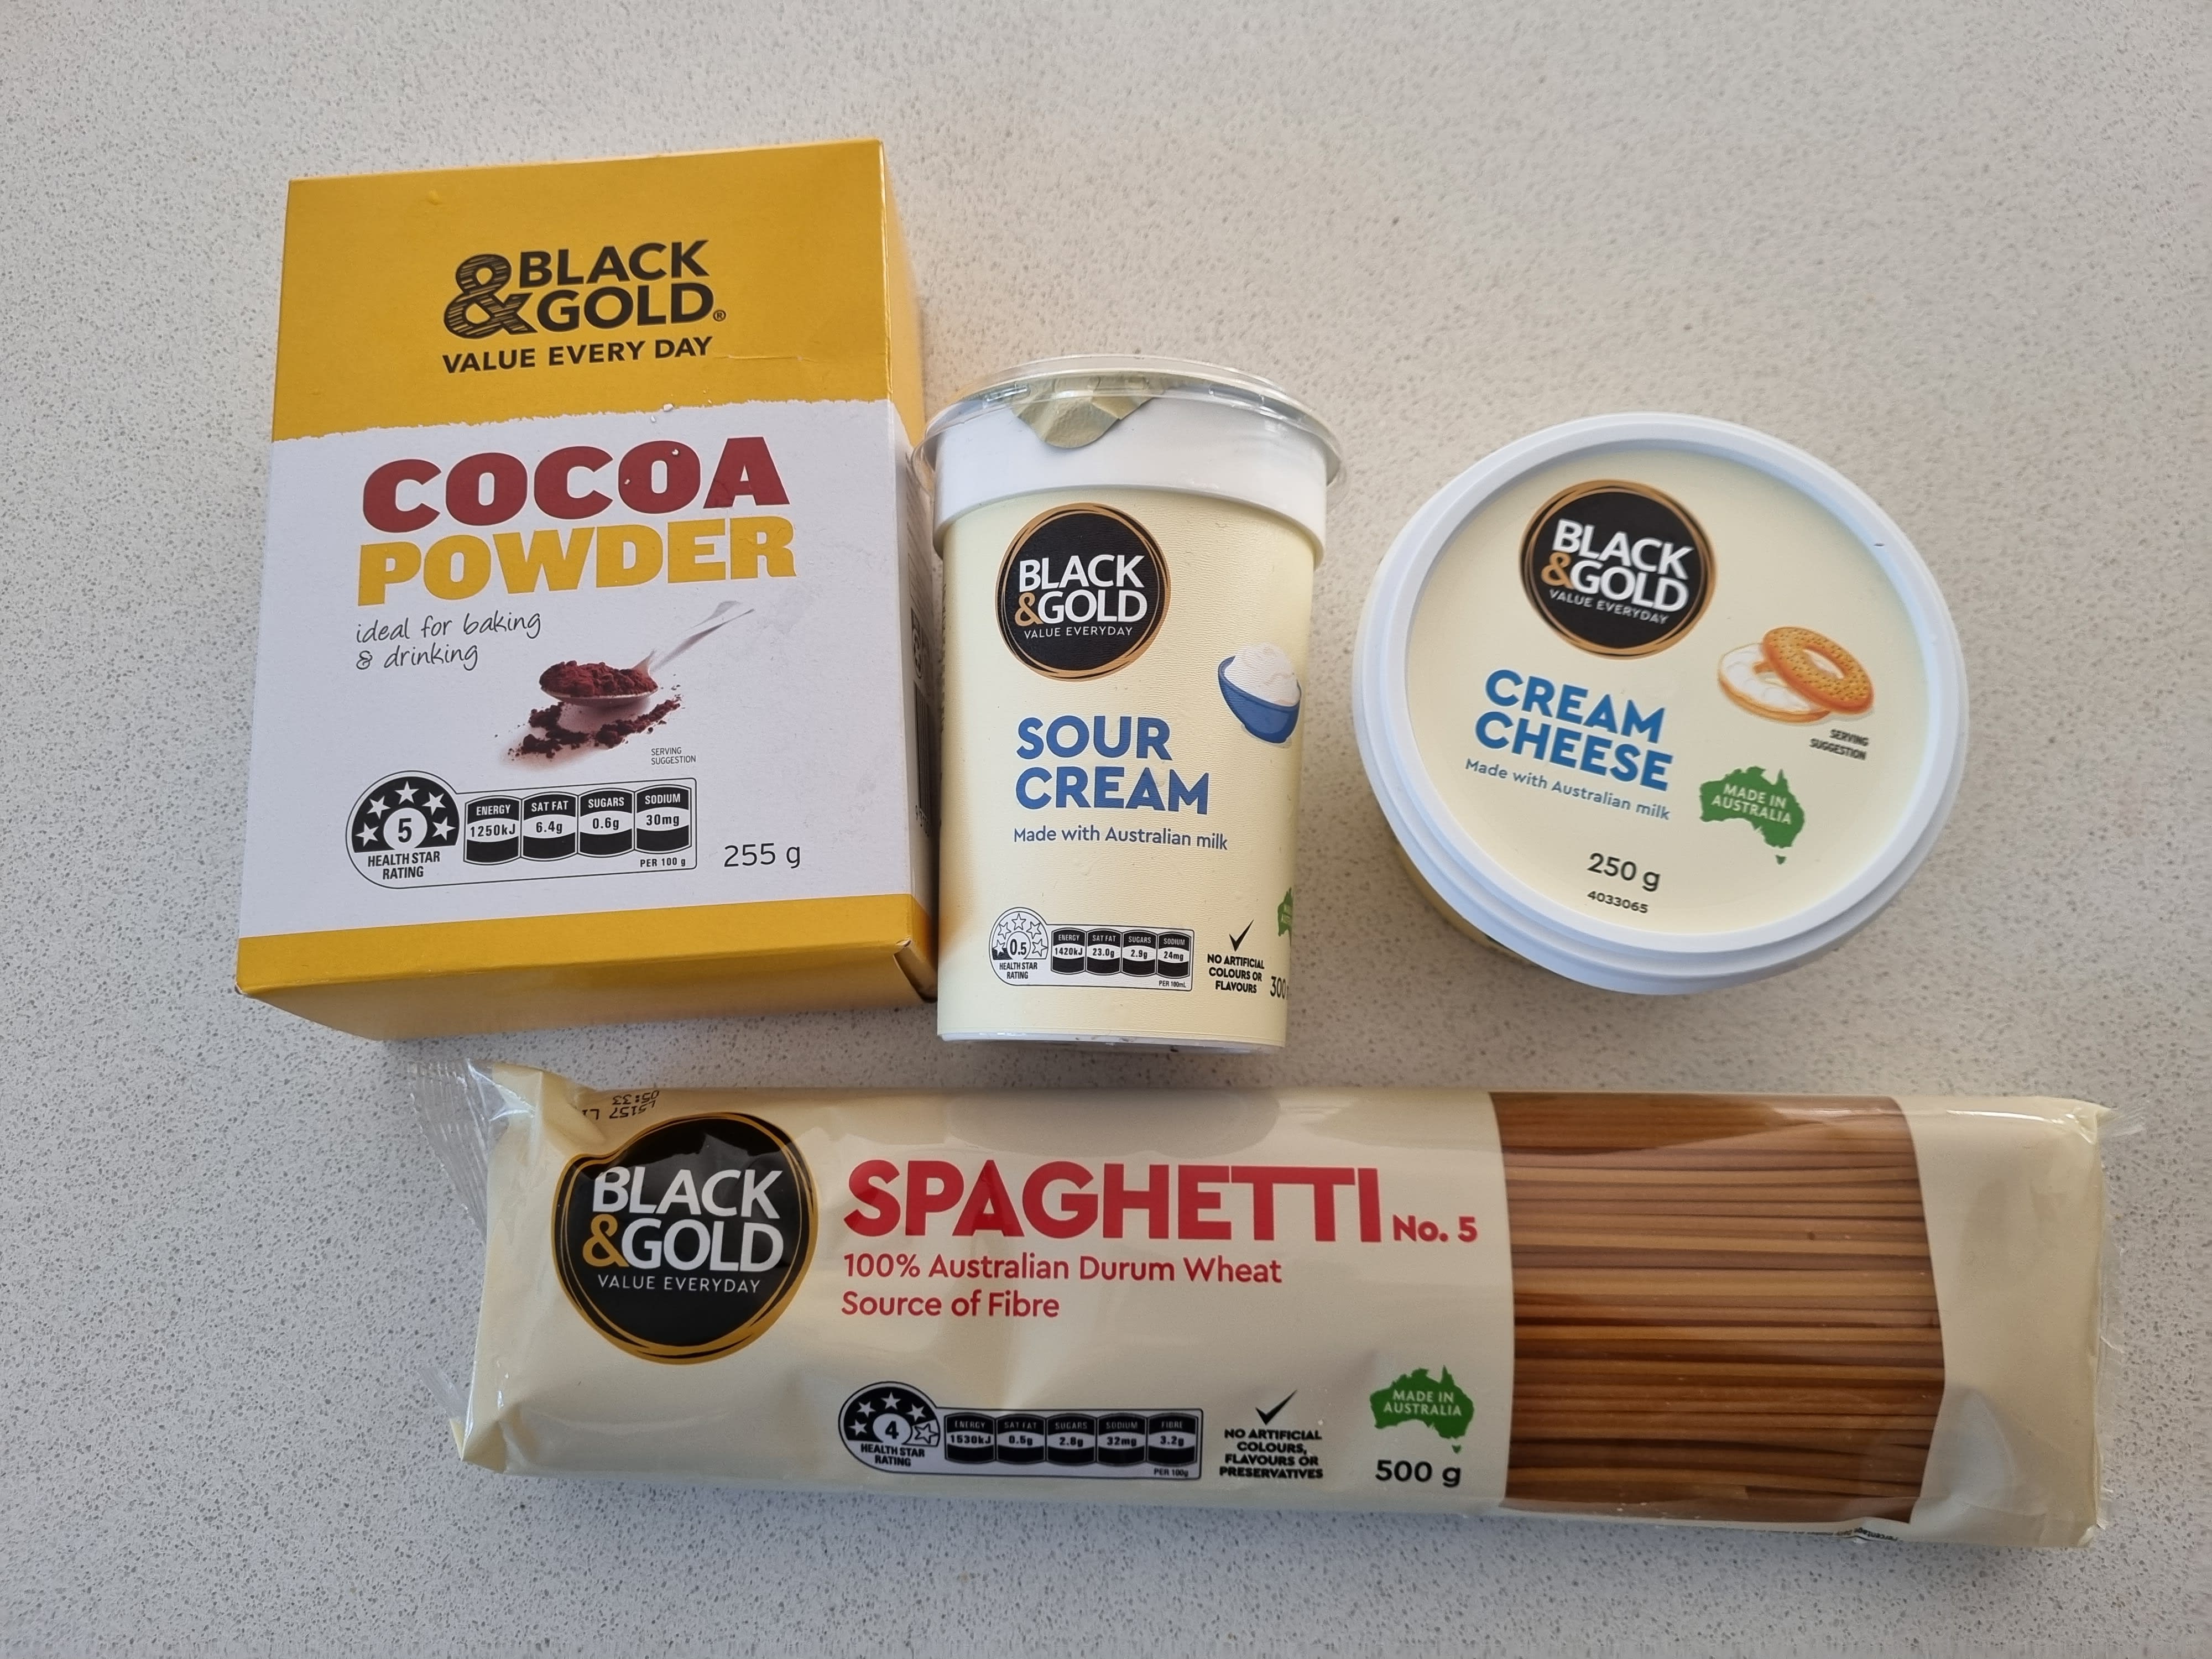 &BLACK
&GOLD®
VALUE EVERY DAY
COCOA
POWDER
ideal for baking
& drinking
SERVING
SUGGESTION
5
HEALTH STAR
RATING
ENERGY
1250kJ
SAT FAT
6.4g
SUGARS
0.6g
SODIUM
30mg
PER 100 g
255 g
BLACK
&GOLD
VALUE EVERYDAY
SOUR
CREAM
Made with Australian milk
0.5
HEALTH STAR
RATING
ENERGY
1420kJ
SAT FAT
23.0g
SUGARS
2.9g
SODIUM
24mg
PER 100mL
NO ARTIFICIAL
COLOURS OR
FLAVOURS
300
BLACK
&GOLD
VALUE EVERYDAY
CREAM
CHEESE
Made with Australian milk
SERVING
SUGGESTION
MADE IN
AUSTRALIA
250 g
4033065
L5157 L1
05:33
BLACK
&GOLD
VALUE EVERYDAY
SPAGHETTI No. 5
100% Australian Durum Wheat
Source of Fibre
4
HEALTH STAR
RATING
ENERGY
1530kJ
SAT FAT
0.5g
SUGARS
2.8g
SODIUM
32mg
FIBRE
3.2g
PER 100g
NO ARTIFICIAL
COLOURS,
FLAVOURS OR
PRESERVATIVES
MADE IN
AUSTRALIA
500 g